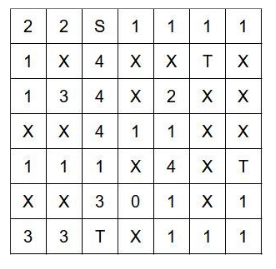 2 2 S 1 1 1 1
1 X 4 X X T X
1 3 4 X 2 X X
X X 4 1 1 X X
1 1 1 X 4 X T
X X 3 0 1 X 1
3 3 T X 1 1 1